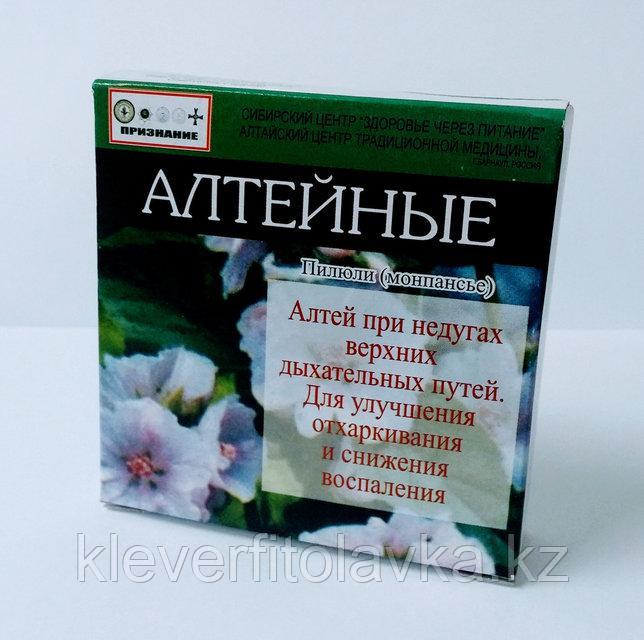 ПРИЗНАНИЕ
СИБИРСКИЙ ЦЕНТР "ЗДОРОВЬЕ ЧЕРЕЗ ПИТАНИЕ"
АЛТАЙСКИЙ ЦЕНТР ТРАДИЦИОННОЙ МЕДИЦИНЫ,
Г.БАРНАУЛ, РОССИЯ
АЛТЕЙНЫЕ
Пилюли (монпансье)
Алтей при недугах
верхних
дыхательных путей.
Для улучшения
отхаркивания
и снижения
воспаления
kleverfitolavka.kz